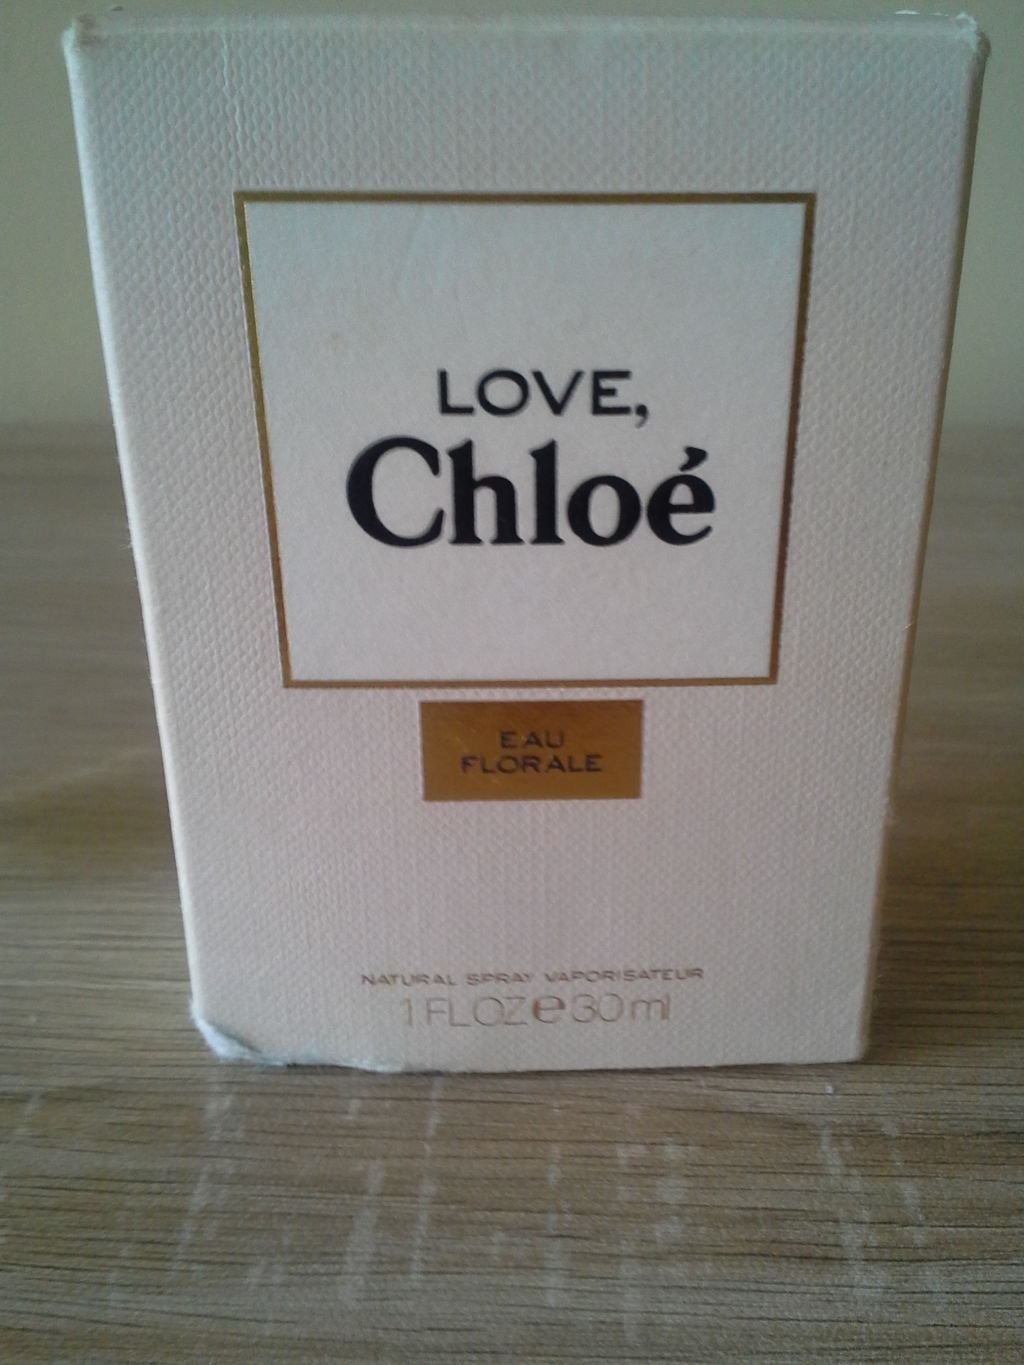 LOVE,
Chloé
EAU
FLORALE
NATURAL SPRAY VAPORISATEUR
1 FL OZ e 30 ml